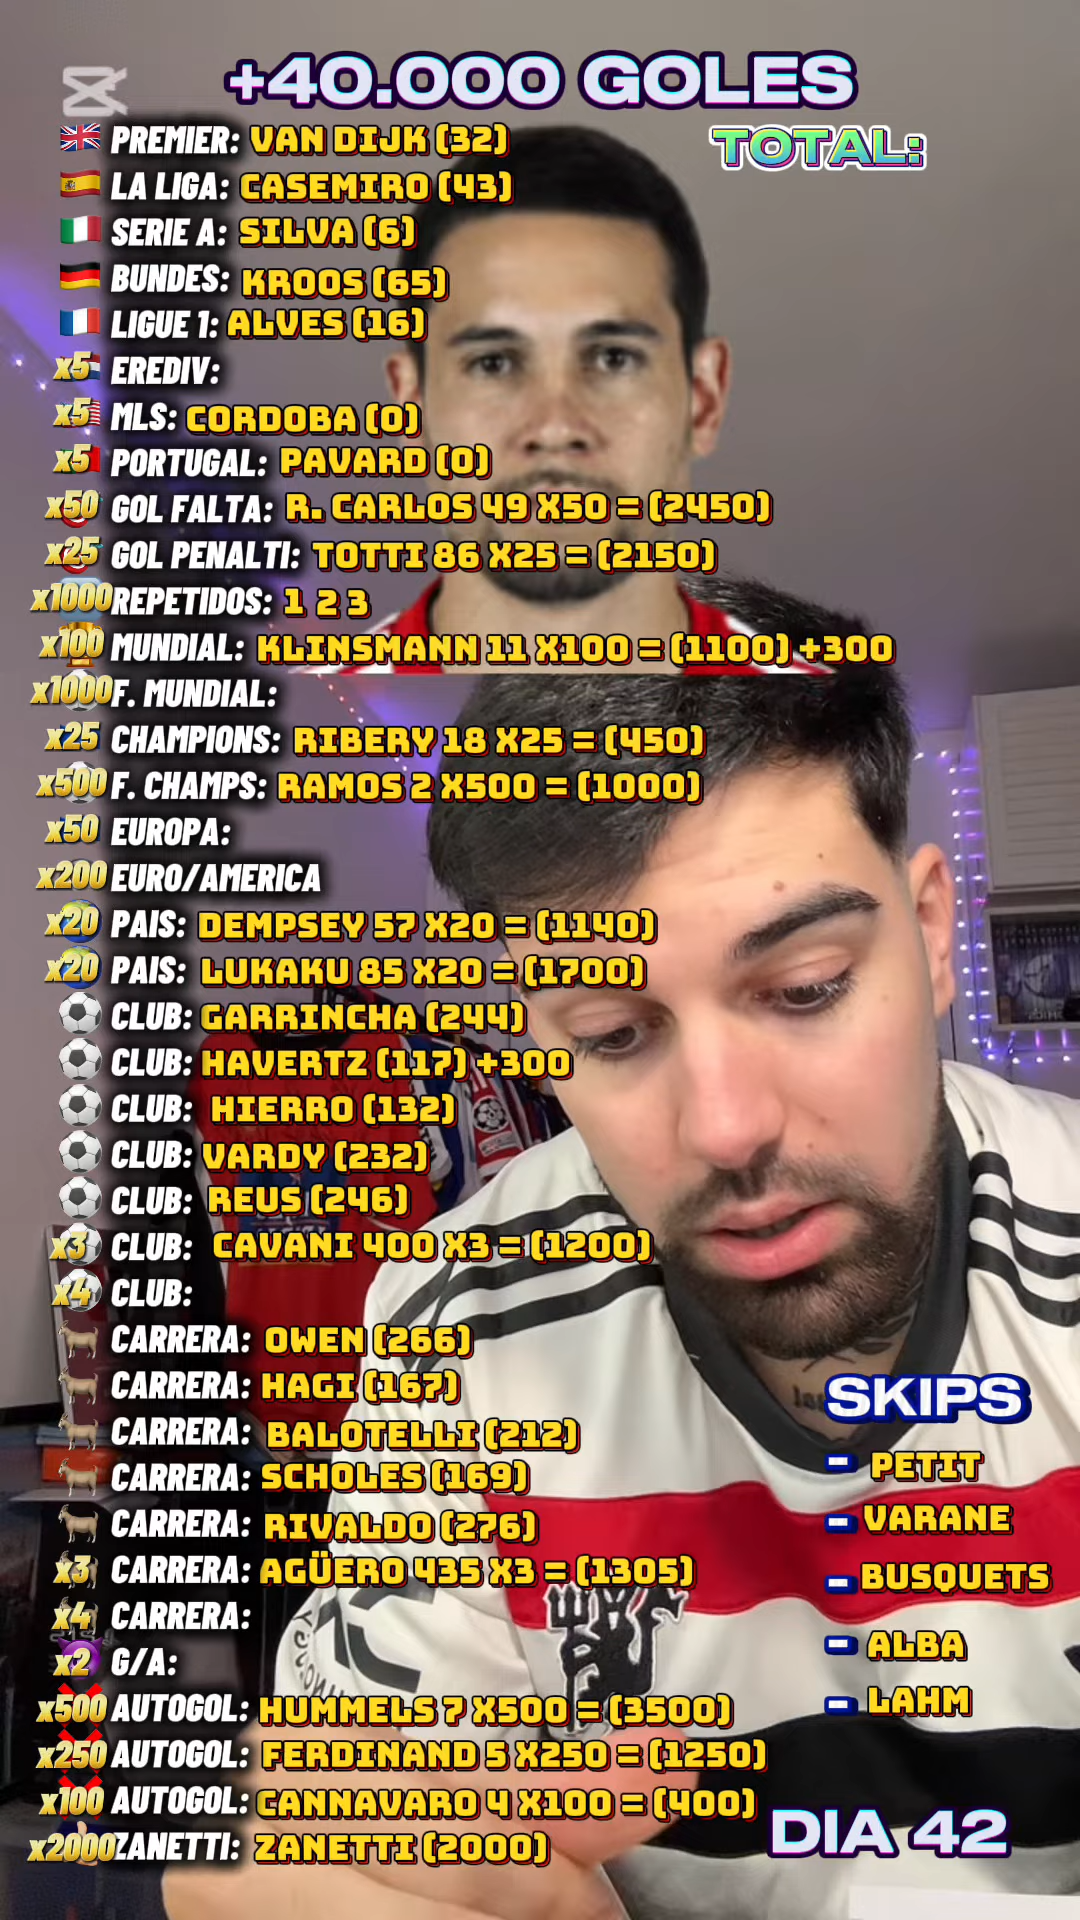 +40.000 GOLES
TOTAL:
PREMIER: VAN DIJK (32)
LA LIGA: CASEMIRO (43)
SERIE A: SILVA (6)
BUNDES: KROOS (65)
LIGUE 1: ALVES (16)
x5 EREDIV:
x5 MLS: CORDOBA (0)
x5 PORTUGAL: PAVARD (0)
x50 GOL FALTA: R. CARLOS 49 X50 = (2450)
x25 GOL PENALTI: TOTTI 86 X25 = (2150)
x1000 REPETIDOS: 1 2 3
x100 MUNDIAL: KLINSMANN 11 X100 = (1100) +300
x1000 F. MUNDIAL:
x25 CHAMPIONS: RIBERY 18 X25 = (450)
x500 F. CHAMPS: RAMOS 2 X500 = (1000)
x50 EUROPA:
x200 EURO/AMERICA
x20 PAIS: DEMPSEY 57 X20 = (1140)
x20 PAIS: LUKAKU 85 X20 = (1700)
CLUB: GARRINCHA (244)
CLUB: HAVERTZ (117) +300
CLUB: HIERRO (132)
CLUB: VARDY (232)
CLUB: REUS (246)
x3 CLUB: CAVANI 400 X3 = (1200)
x4 CLUB:
CARRERA: OWEN (266)
CARRERA: HAGI (167)
CARRERA: BALOTELLI (212)
CARRERA: SCHOLES (169)
CARRERA: RIVALDO (276)
x3 CARRERA: AGÜERO 435 X3 = (1305)
x4 CARRERA:
x2 G/A:
x500 AUTOGOL: HUMMELS 7 X500 = (3500)
x250 AUTOGOL: FERDINAND 5 X250 = (1250)
x100 AUTOGOL: CANNAVARO 4 X100 = (400)
x2000 ZANETTI: ZANETTI (2000)
SKIPS
- PETIT
- VARANE
- BUSQUETS
- ALBA
- LAHM
DIA 42